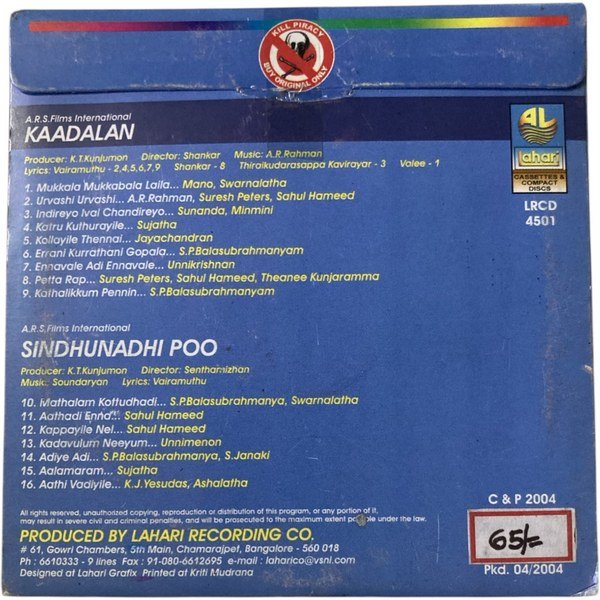 KILL PIRACY
BUY ORIGINAL ONLY
A.R.S.Films International
KAADALAN
Producer: K.T.Kunjumon Director: Shankar Music: A.R.Rahman
Lyrics: Vairamuthu - 2,4,5,6,7,9 Shankar - 8 Thiraikudarasappa Kavirayar - 3 Valee - 1
AL
lahari
CASSETTES & COMPACT DISCS
LRCD
4501
1. Mukkala Mukkabala Laila... Mano, Swarnalatha
2. Urvashi Urvashi... A.R.Rahman, Suresh Peters, Sahul Hameed
3. Indireyo Ival Chandireyo... Sunanda, Minmini
4. Katru Kuthurayile... Sujatha
5. Kollayile Thennai... Jayachandran
6. Errani Kurrathani Gopala... S.P.Balasubrahmanyam
7. Ennavale Adi Ennavale... Unnikrishnan
8. Petta Rap... Suresh Peters, Sahul Hameed, Theanee Kunjaramma
9. Kathalikkum Pennin... S.P.Balasubrahmanyam
A.R.S.Films International
SINDHUNADHI POO
Producer: K.T.Kunjumon Director: Senthamizhan
Music: Soundaryan Lyrics: Vairamuthu
10. Mathalam Kottudhadi... S.P.Balasubrahmanya, Swarnalatha
11. Aathadi Ennd... Sahul Hameed
12. Kappayile Nel... Sahul Hameed
13. Kadavulum Neeyum... Unnimenon
14. Adiye Adi... S.P.Balasubrahmanya, S.Janaki
15. Aalamaram... Sujatha
16. Aathi Vadiyile... K.J.Yesudas, Ashalatha
C & P 2004
All rights reserved, unauthorized copying, reproduction or distribution of this program, or any portion of it,
may result in severe civil and criminal penalties, and will be prosecuted to the maximum extent possible under the law.
PRODUCED BY LAHARI RECORDING CO.
# 61, Gowri Chambers, 5th Main, Chamarajpet, Bangalore - 560 018
Ph : 6610333 - 9 lines Fax : 91-080-6612695 e-mail : laharico@vsnl.com
Designed at Lahari Grafix Printed at Kriti Mudrana
65/=
Pkd. 04/2004